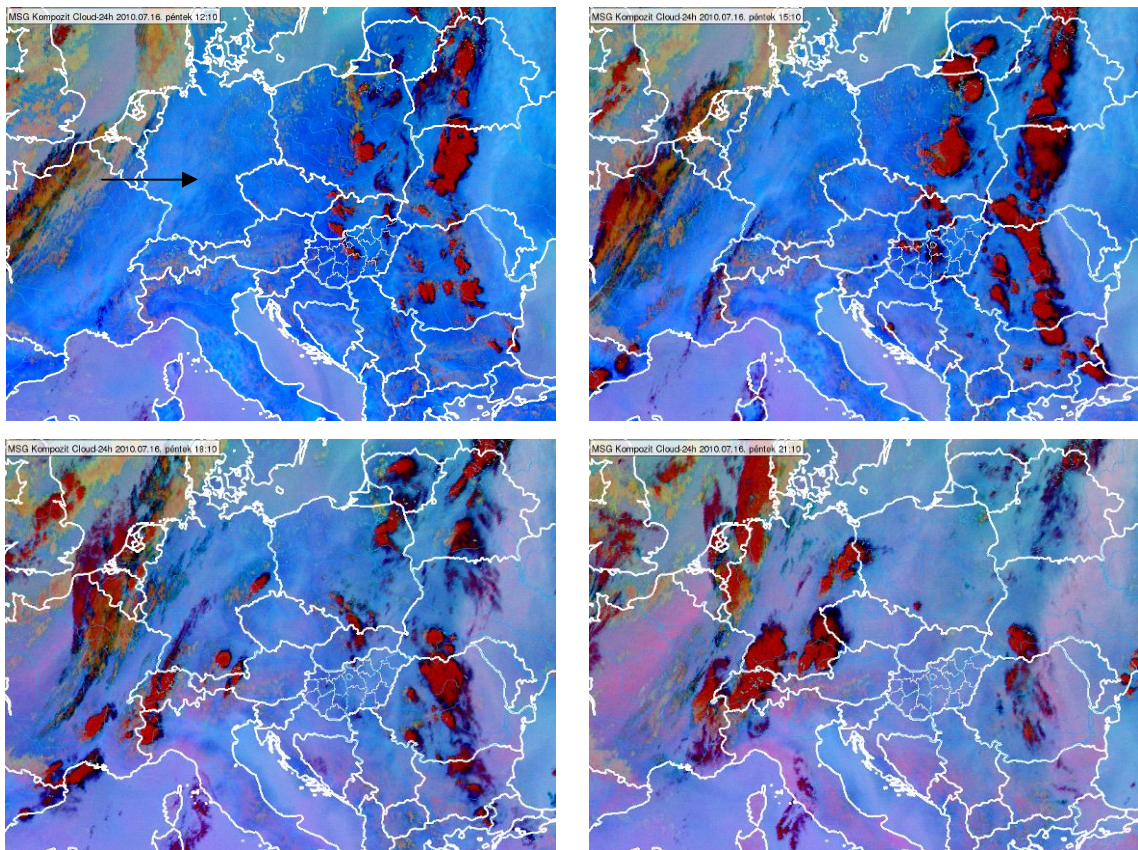 MSG Kompozit Cloud-24h 2010.07.16. péntek 12:10
MSG Kompozit Cloud-24h 2010.07.16. péntek 15:10
MSG Kompozit Cloud-24h 2010.07.16. péntek 18:10
MSG Kompozit Cloud-24h 2010.07.16. péntek 21:10